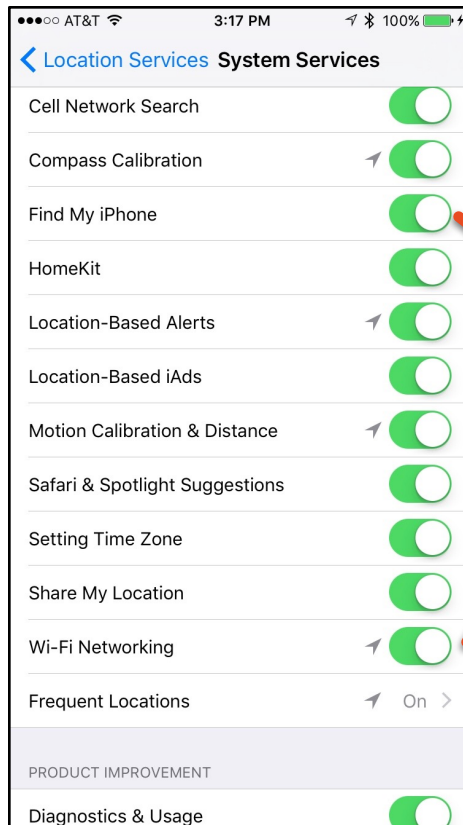 AT&T 3:17 PM 100%
Location Services System Services
Cell Network Search
Compass Calibration
Find My iPhone
HomeKit
Location-Based Alerts
Location-Based iAds
Motion Calibration & Distance
Safari & Spotlight Suggestions
Setting Time Zone
Share My Location
Wi-Fi Networking
Frequent Locations On
PRODUCT IMPROVEMENT
Diagnostics & Usage